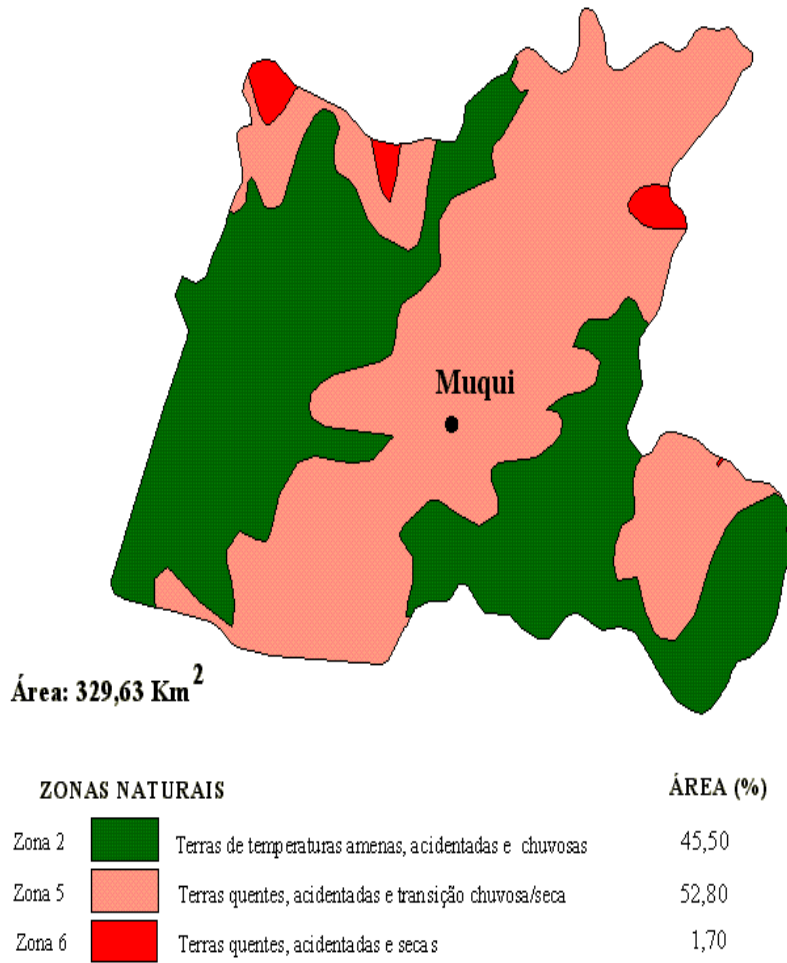 Muqui
Área: 329,63 Km²
ZONAS NATURAIS ÁREA (%)
Zona 2 Terras de temperaturas amenas, acidentadas e chuvosas 45,50
Zona 5 Terras quentes, acidentadas e transição chuvosa/seca 52,80
Zona 6 Terras quentes, acidentadas e secas 1,70